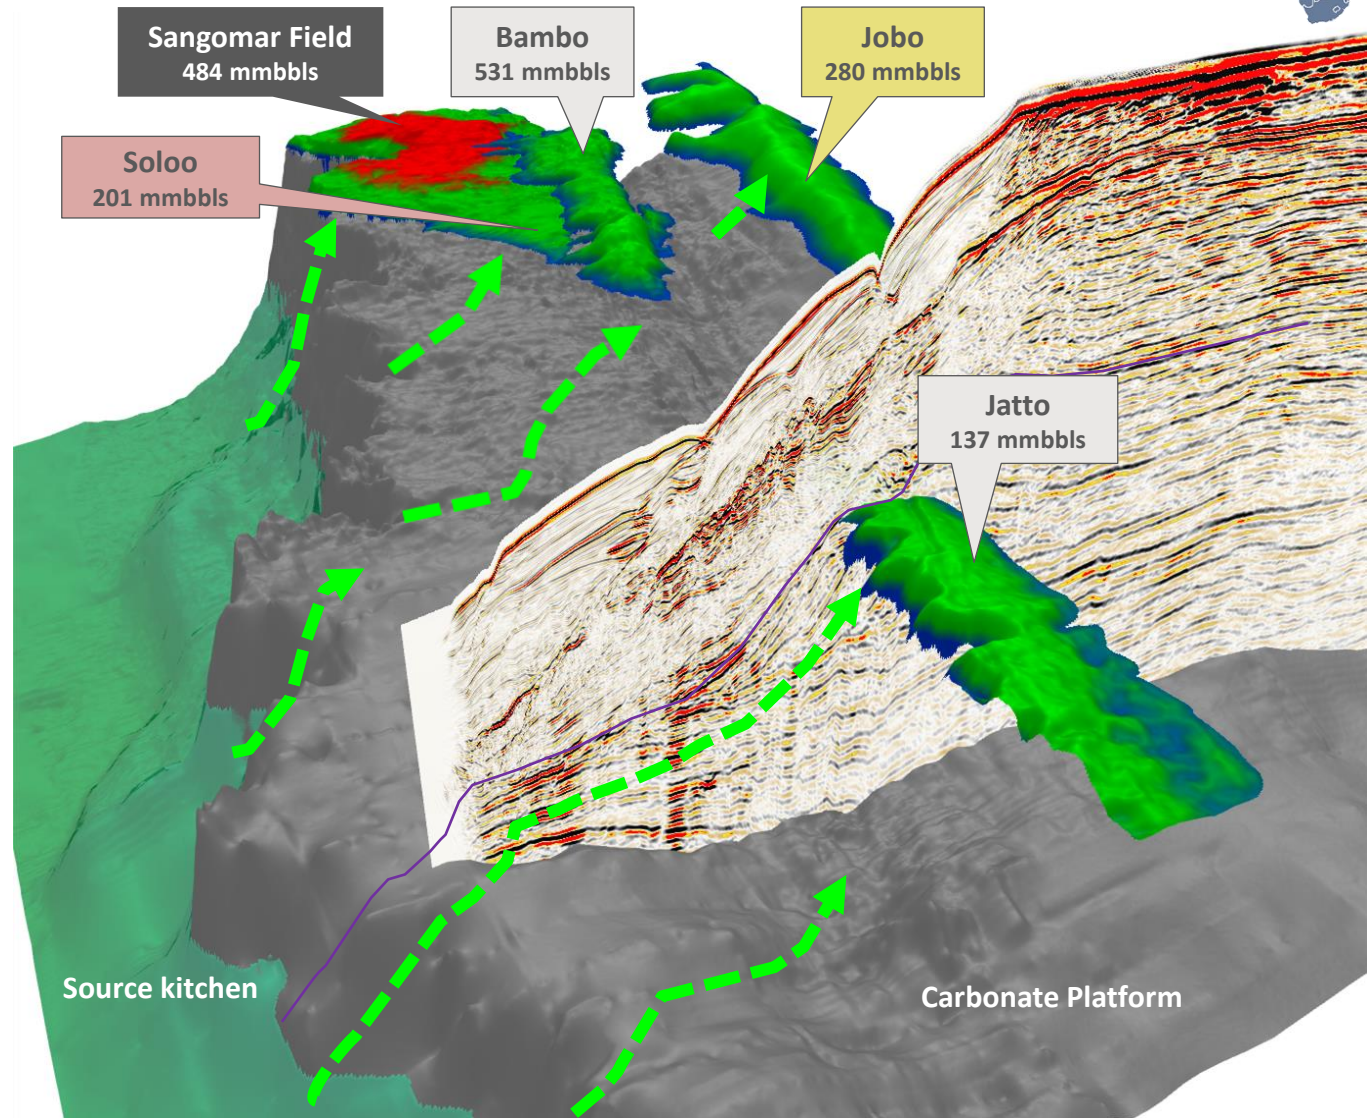 Sangomar Field
484 mmbbls
Bambo
531 mmbbls
Jobo
280 mmbbls
Soloo
201 mmbbls
Jatto
137 mmbbls
Source kitchen
Carbonate Platform